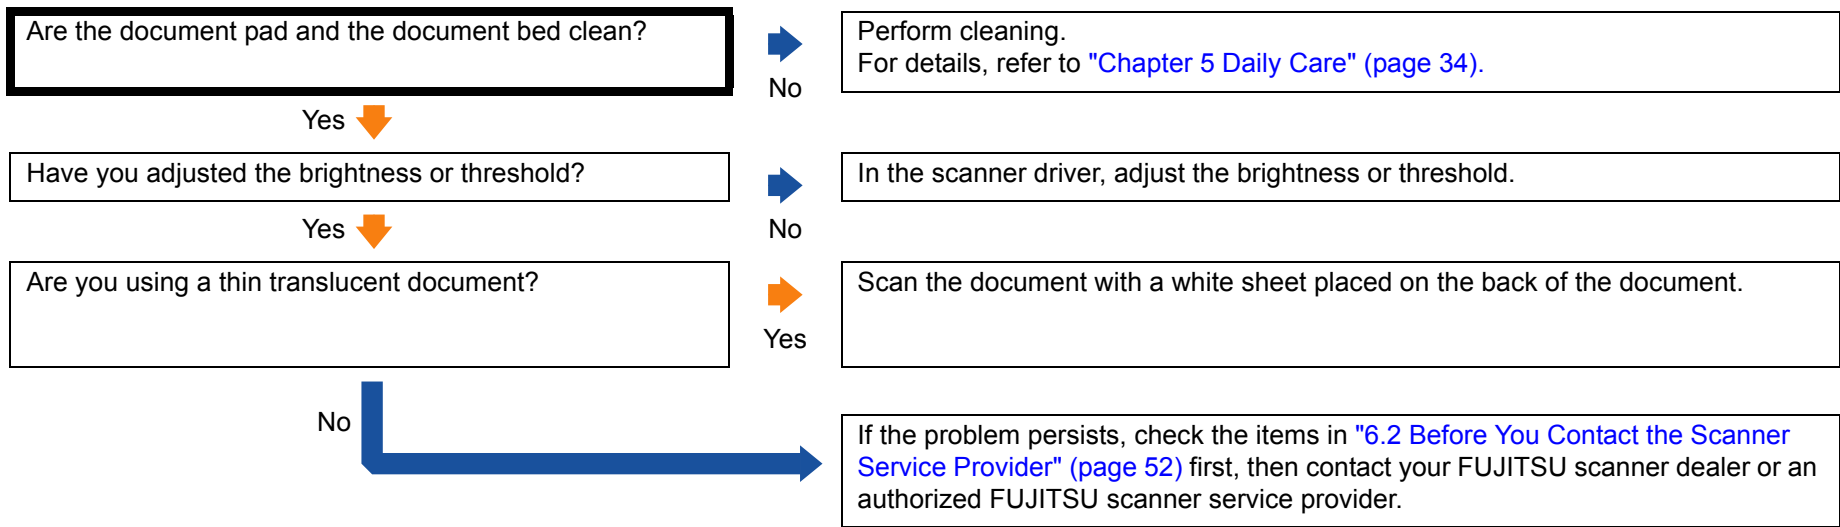 Are the document pad and the document bed clean?
No
Perform cleaning.
For details, refer to "Chapter 5 Daily Care" (page 34).
Yes
Have you adjusted the brightness or threshold?
No
In the scanner driver, adjust the brightness or threshold.
Yes
Are you using a thin translucent document?
Yes
Scan the document with a white sheet placed on the back of the document.
No
If the problem persists, check the items in "6.2 Before You Contact the Scanner
Service Provider" (page 52) first, then contact your FUJITSU scanner dealer or an
authorized FUJITSU scanner service provider.